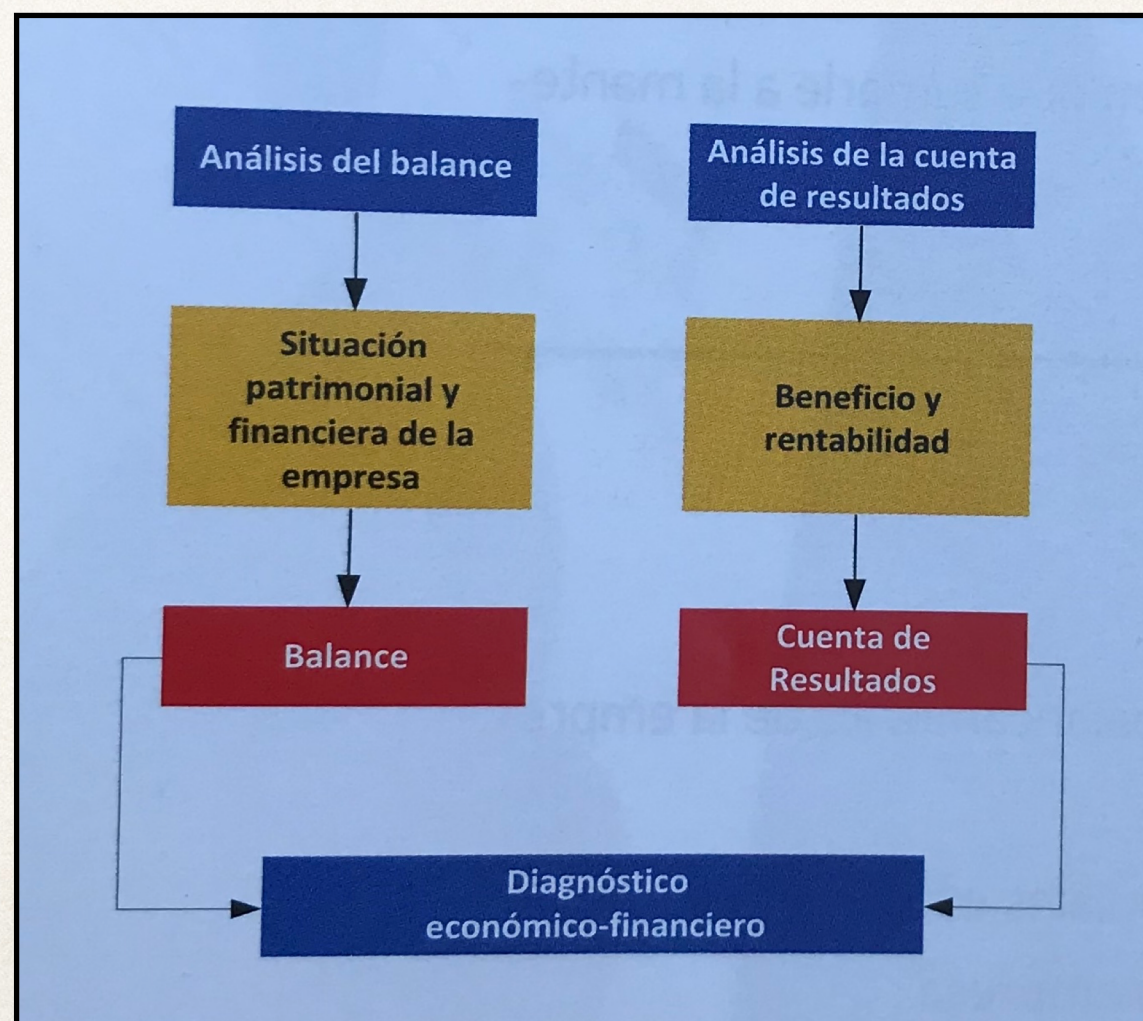 Análisis del balance
Análisis de la cuenta
de resultados
Situación
patrimonial y
financiera de la
empresa
Beneficio y
rentabilidad
Balance
Cuenta de
Resultados
Diagnóstico
económico-financiero